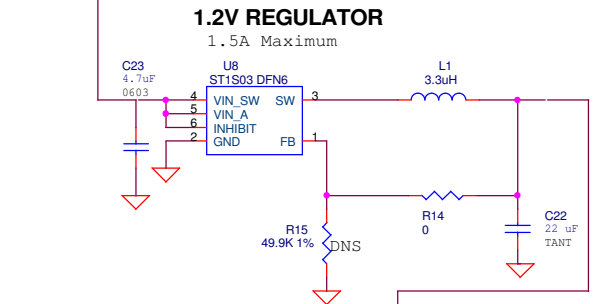 1.2V REGULATOR
1.5A Maximum
C23
4.7uF
0603
U8
ST1S03 DFN6
L1
3.3uH
4 VIN_SW SW 3
5 VIN_A
6 INHIBIT
2 GND FB 1
R15
49.9K 1%
DNS
R14
0
C22
22 uF
TANT